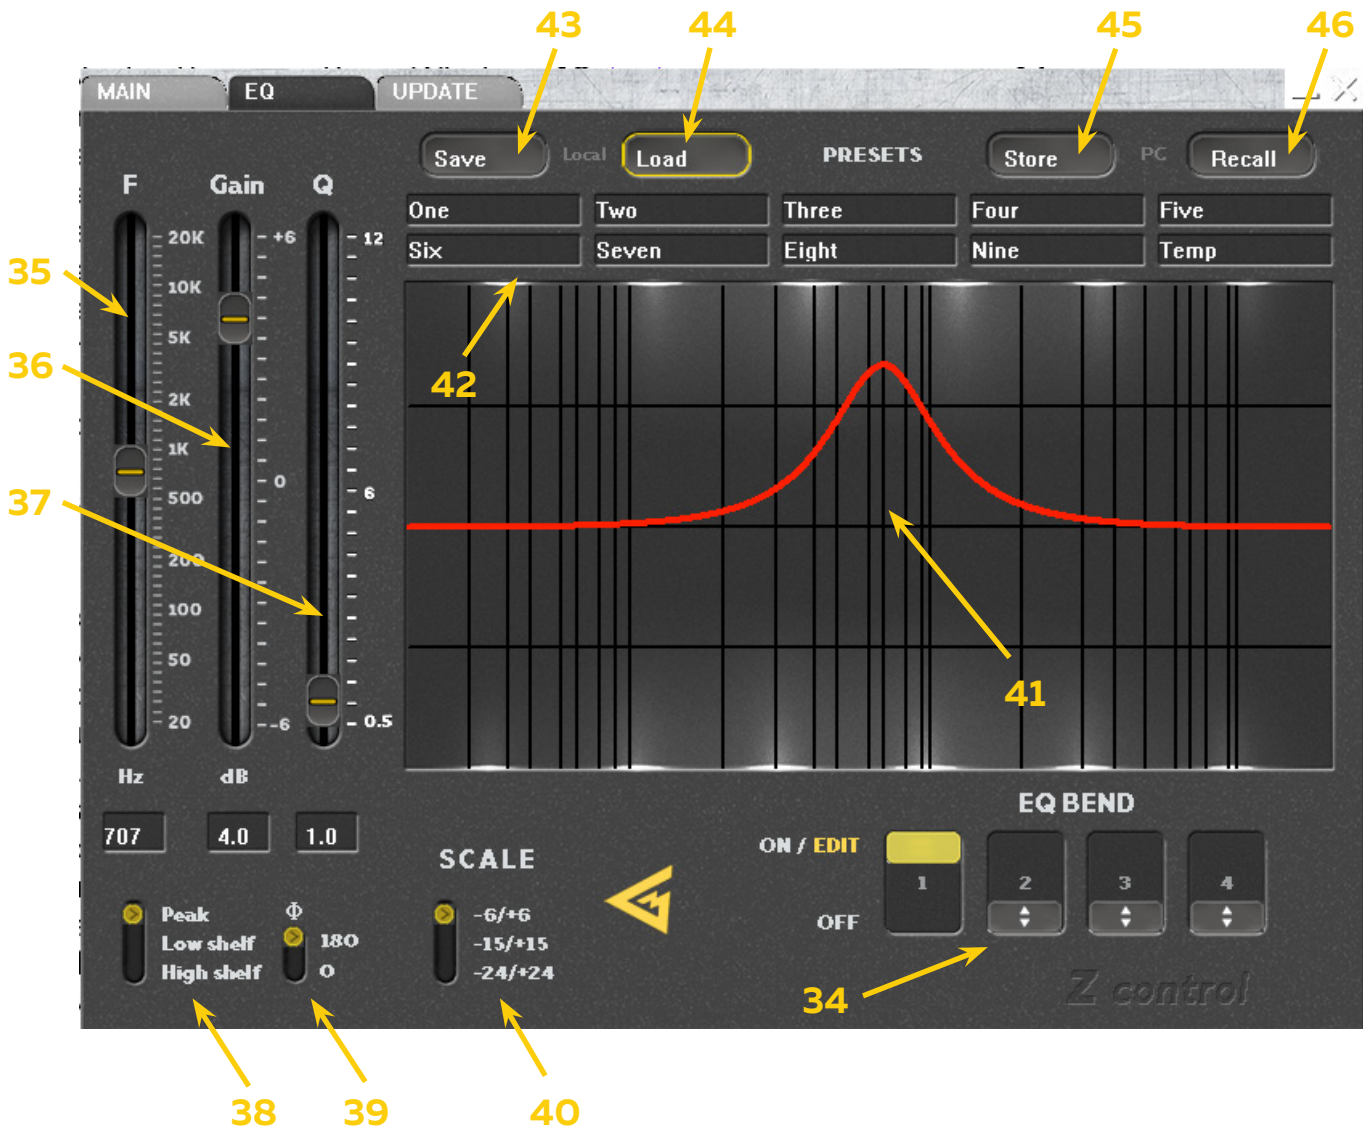 43 44 45 46
MAIN EQ UPDATE
Save Local Load PRESETS Store PC Recall
F Gain Q
One Two Three Four Five
Six Seven Eight Nine Temp
20K
10K
5K
2K
1K
500
200
100
50
20
+6
0
-6
12
6
0.5
35
36
37
42
41
Hz dB
707 4.0 1.0
EQ BEND
ON / EDIT
OFF
1 2 3 4
SCALE
-6/+6
-15/+15
-24/+24
Peak
Low shelf
High shelf
Φ
180
0
34
Z control
38 39 40